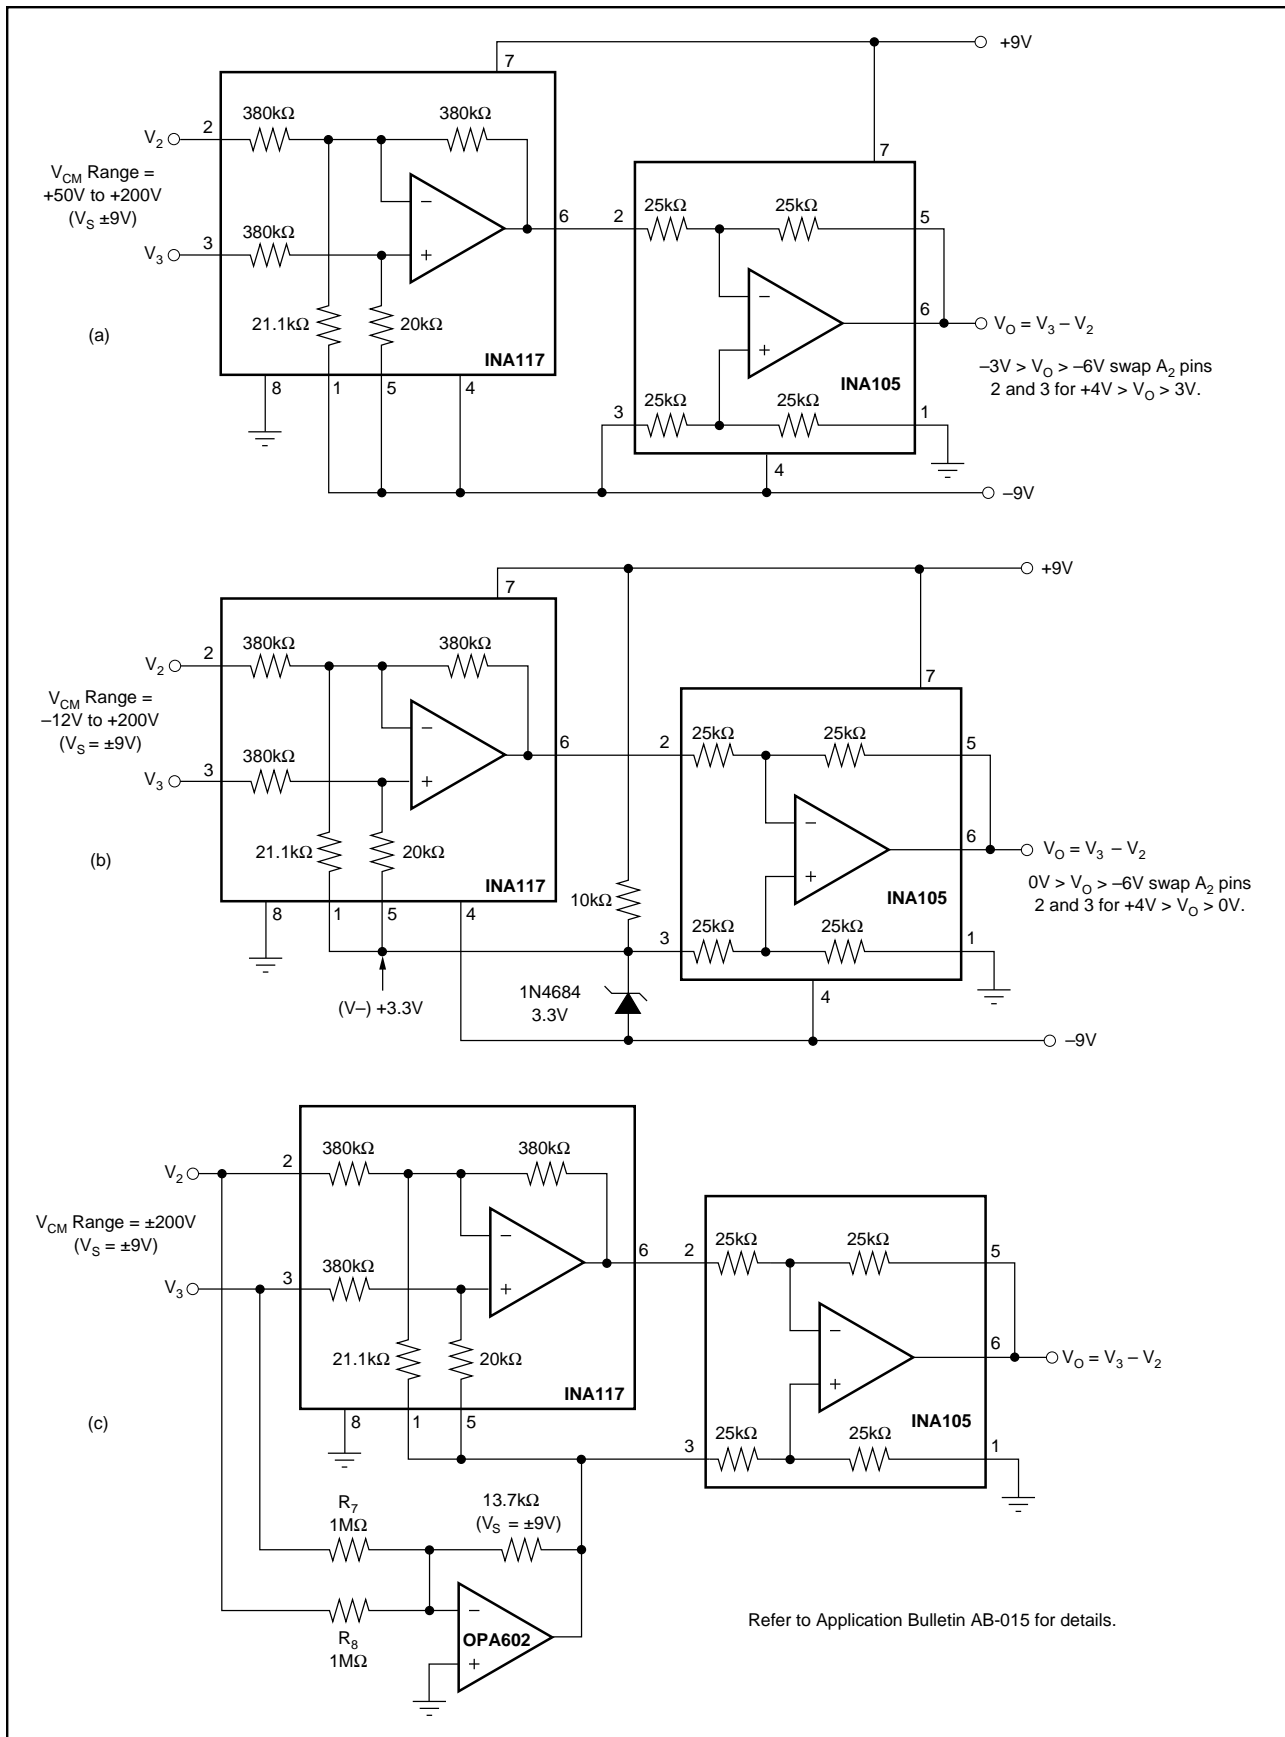 +9V
7
380kΩ
380kΩ
V2
2
VCM Range =
+50V to +200V
(VS ±9V)
7
–
6
2
25kΩ
25kΩ
5
380kΩ
V3
3
+
–
6
VO = V3 – V2
21.1kΩ
20kΩ
(a)
+
INA117
INA105
–3V > VO > –6V swap A2 pins
2 and 3 for +4V > VO > 3V.
8
1
5
4
3
25kΩ
25kΩ
1
4
–9V
+9V
7
380kΩ
380kΩ
V2
2
VCM Range =
–12V to +200V
(VS = ±9V)
7
–
6
2
25kΩ
25kΩ
5
380kΩ
V3
3
+
–
6
VO = V3 – V2
21.1kΩ
20kΩ
(b)
+
INA117
10kΩ
INA105
0V > VO > –6V swap A2 pins
2 and 3 for +4V > VO > 0V.
8
1
5
4
3
25kΩ
25kΩ
1
(V–) +3.3V
1N4684
3.3V
4
–9V
380kΩ
380kΩ
V2
2
VCM Range = ±200V
(VS = ±9V)
–
6
2
25kΩ
25kΩ
5
380kΩ
V3
3
+
–
6
VO = V3 – V2
21.1kΩ
20kΩ
+
INA117
INA105
(c)
8
1
5
3
25kΩ
25kΩ
1
R7
1MΩ
13.7kΩ
(VS = ±9V)
–
OPA602
+
R8
1MΩ
Refer to Application Bulletin AB-015 for details.